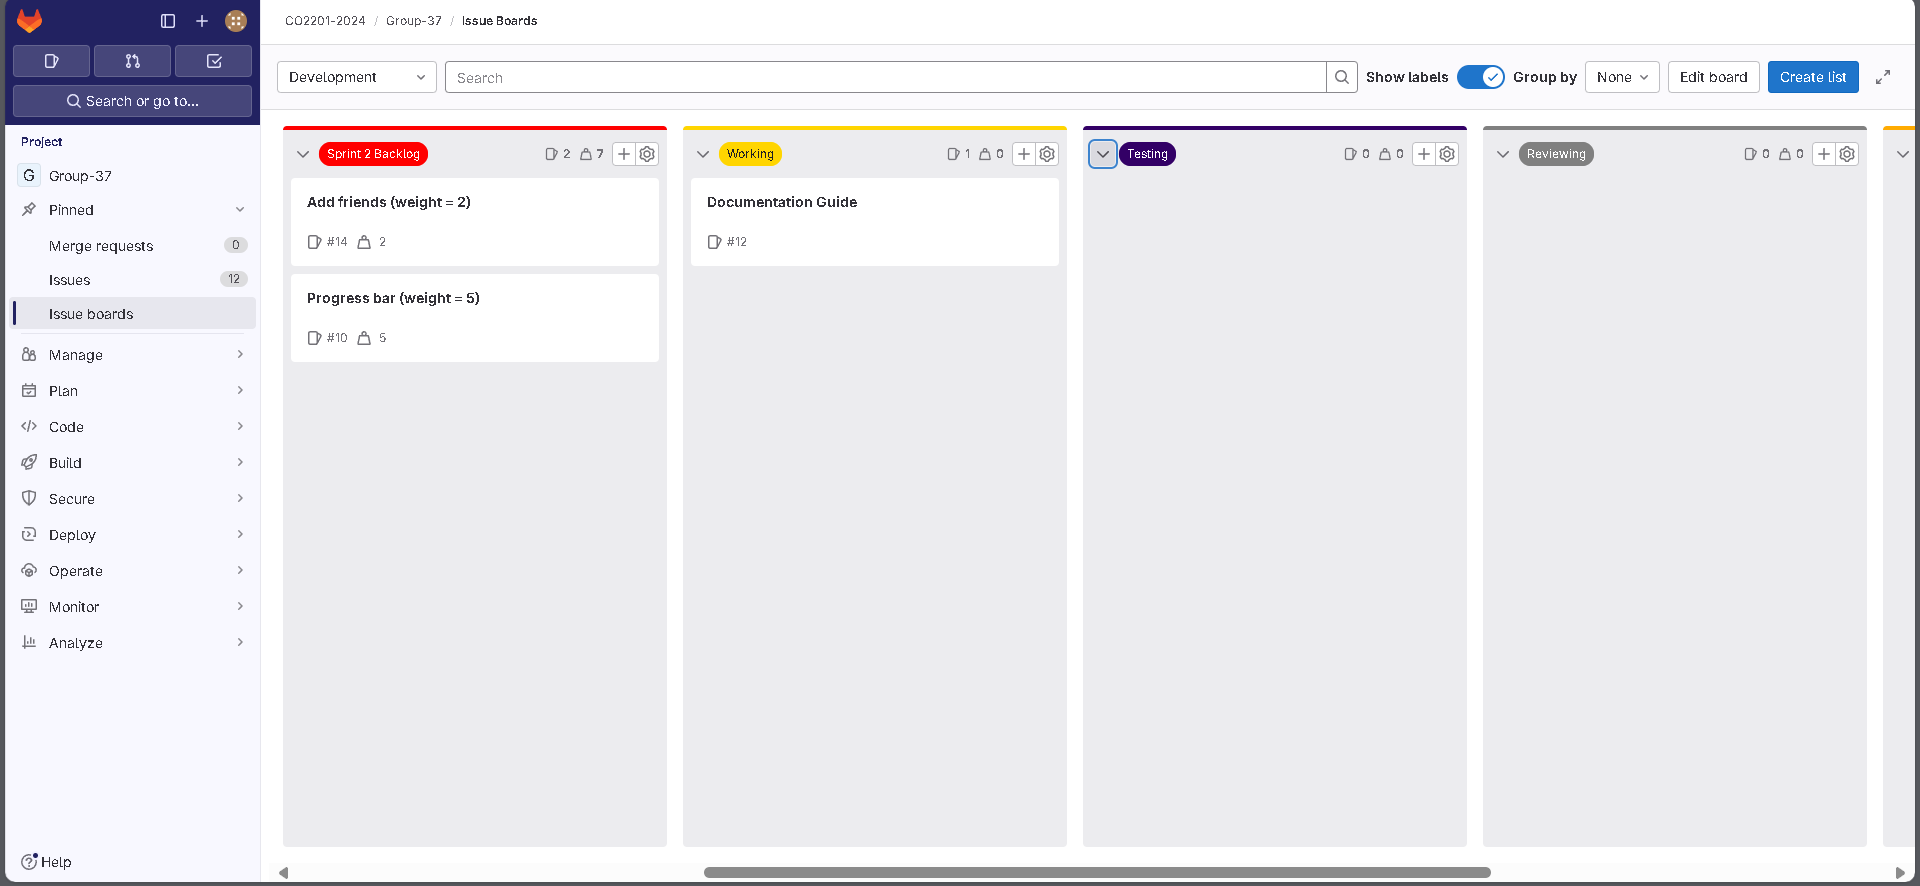 CO2201-2024 / Group-37 / Issue Boards
Search or go to...
Project
G Group-37
Pinned
Merge requests 0
Issues 12
Issue boards
Manage
Plan
Code
Build
Secure
Deploy
Operate
Monitor
Analyze
Help
Development
Search
Show labels
Group by
None
Edit board
Create list
Sprint 2 Backlog 2 7
Add friends (weight = 2)
#14 2
Progress bar (weight = 5)
#10 5
Working 1 0
Documentation Guide
#12
Testing 0 0
Reviewing 0 0